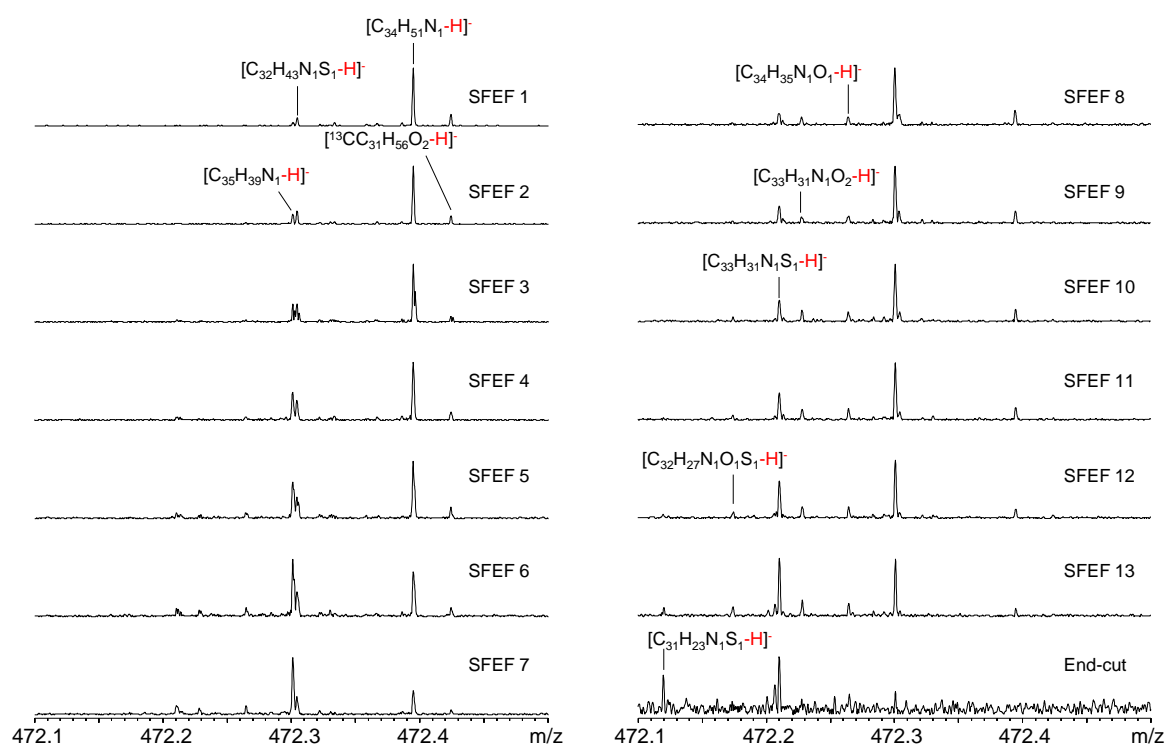 [C₃₄H₅₁N₁-H]⁻
[C₃₂H₄₃N₁S₁-H]⁻
SFEF 1
[¹³CC₃₁H₅₆O₂-H]⁻
[C₃₅H₃₉N₁-H]⁻
SFEF 2
SFEF 3
SFEF 4
SFEF 5
SFEF 6
SFEF 7
472.1 472.2 472.3 472.4 m/z
[C₃₄H₃₅N₁O₁-H]⁻
SFEF 8
[C₃₃H₃₁N₁O₂-H]⁻
SFEF 9
[C₃₃H₃₁N₁S₁-H]⁻
SFEF 10
SFEF 11
[C₃₂H₂₇N₁O₁S₁-H]⁻
SFEF 12
SFEF 13
[C₃₁H₂₃N₁S₁-H]⁻
End-cut
472.1 472.2 472.3 472.4 m/z